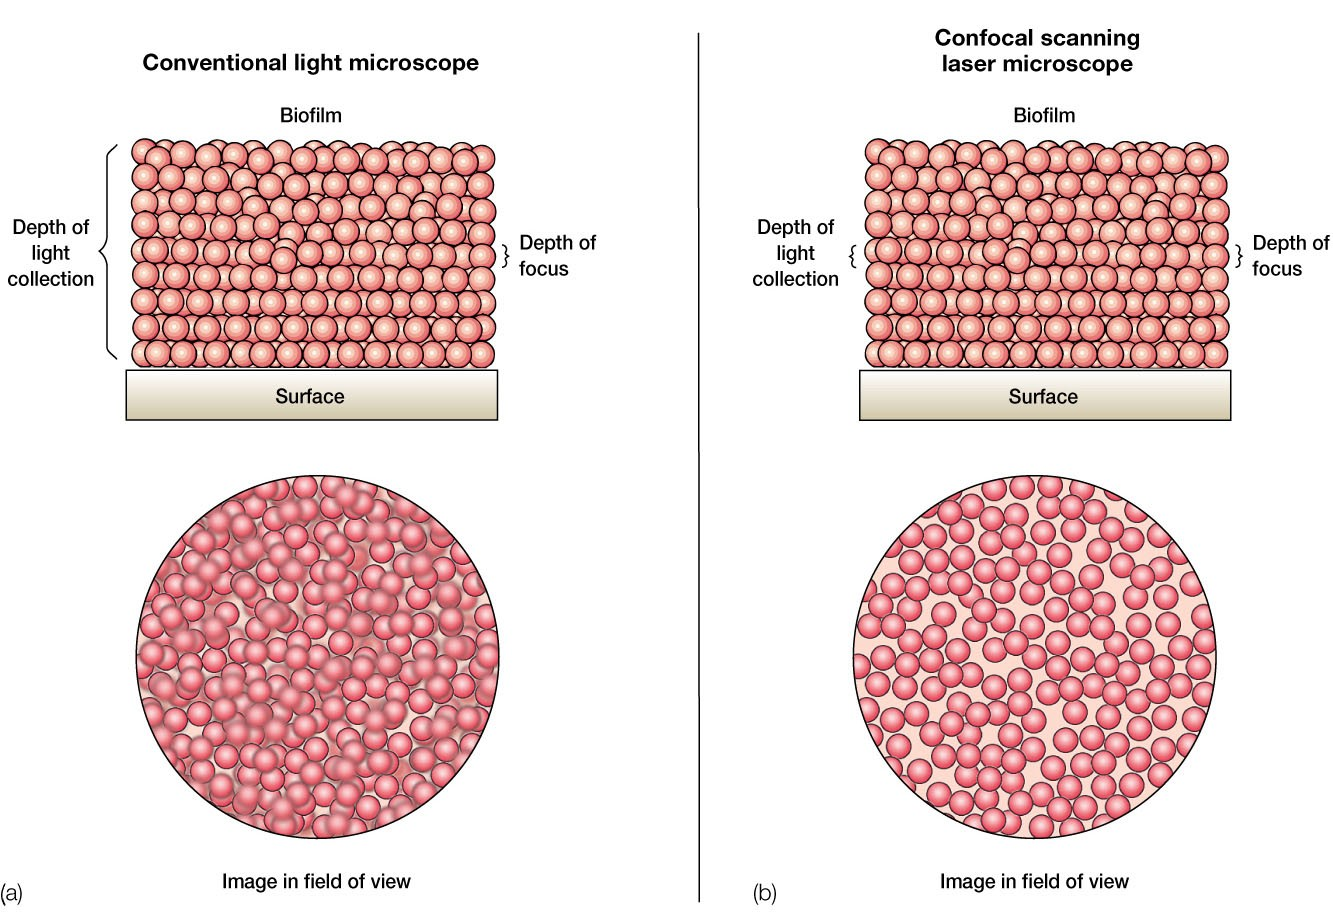 Conventional light microscope
Biofilm
Depth of
light
collection
Depth of
focus
Surface
Image in field of view
(a)
Confocal scanning
laser microscope
Biofilm
Depth of
light
collection
Depth of
focus
Surface
Image in field of view
(b)